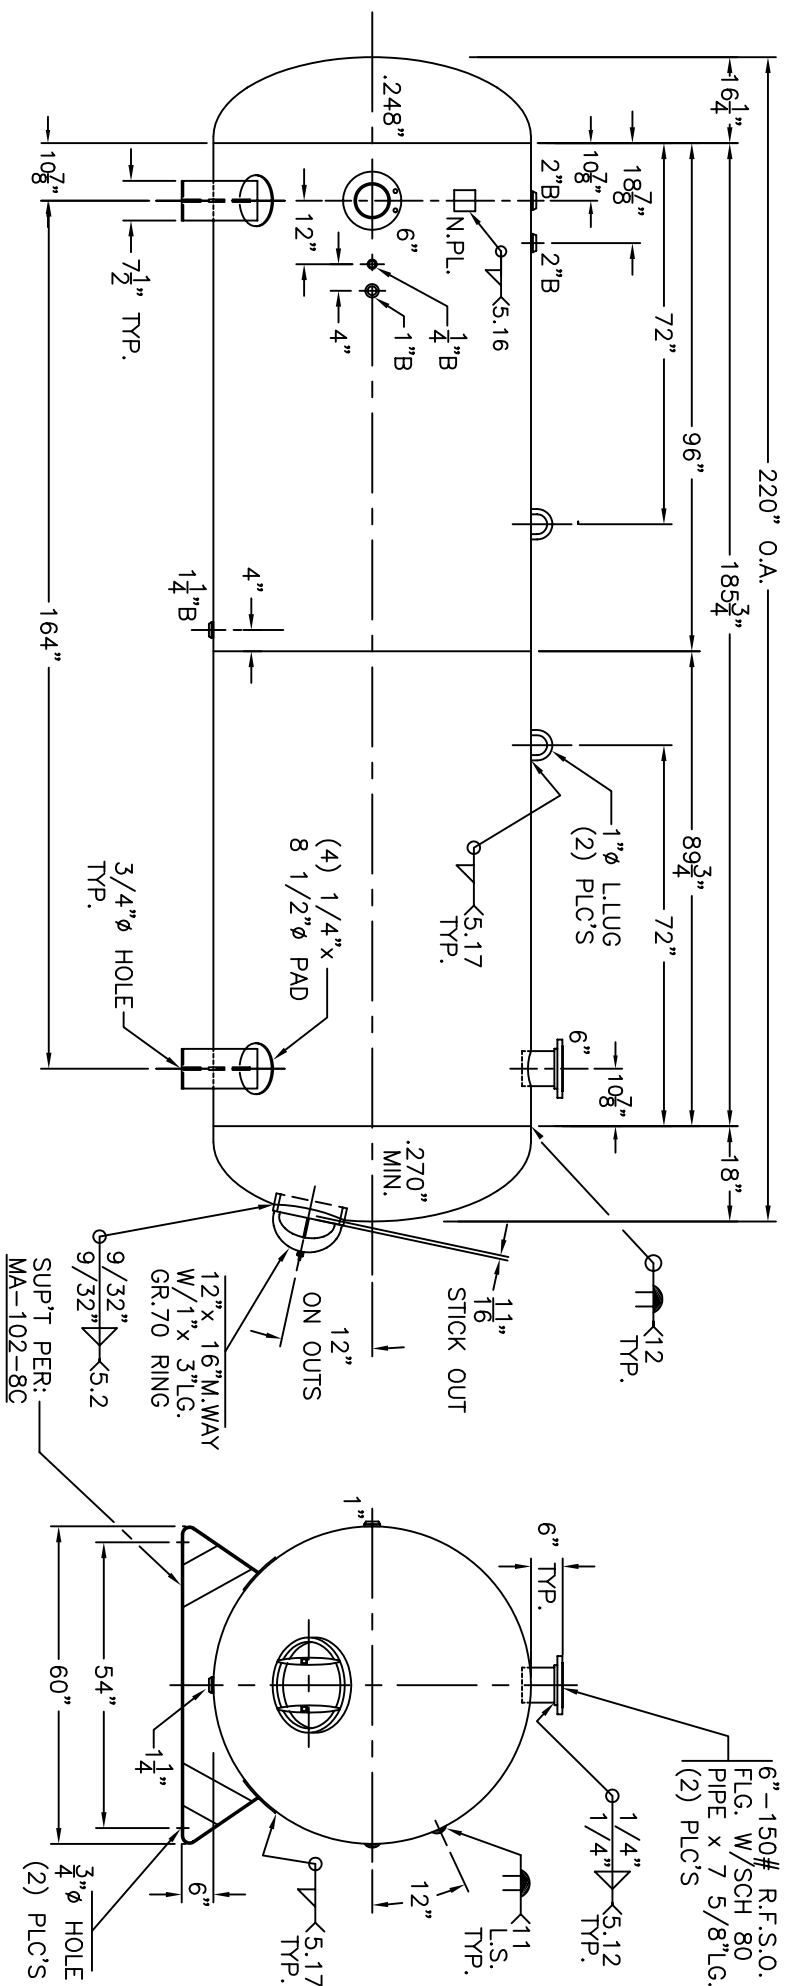 220" O.A.
16 1/4"
185 3/4"
18"
96"
89 3/4"
72"
72"
18 7/8"
10 7/8"
2"B
2"B
10 7/8"
6"
.248"
N.PL.
5.16
6"
12"
4"
1/4"B
1"B
1"ø L.LUG
(2) PLC'S
5.17
TYP.
12
TYP.
.270"
MIN.
11/16"
STICK OUT
12"
ON OUTS
12"x 16"M.WAY
W/1"x 3"LG.
GR.70 RING
9/32"
9/32"
5.2
(4) 1/4"x
8 1/2"ø PAD
3/4"ø HOLE
TYP.
4"
1 1/4"B
7 1/2" TYP.
10 7/8"
164"
SUP'T PER:
MA-102-8C
6"-150# R.F.S.O.
FLG. W/SCH 80
PIPE x 7 5/8"LG.
(2) PLC'S
1/4"
1/4"
5.12
TYP.
6" TYP.
11
L.S.
TYP.
12"
1"
1 1/4"
5.17
TYP.
6"
54"
60"
3/4"ø HOLE
(2) PLC'S